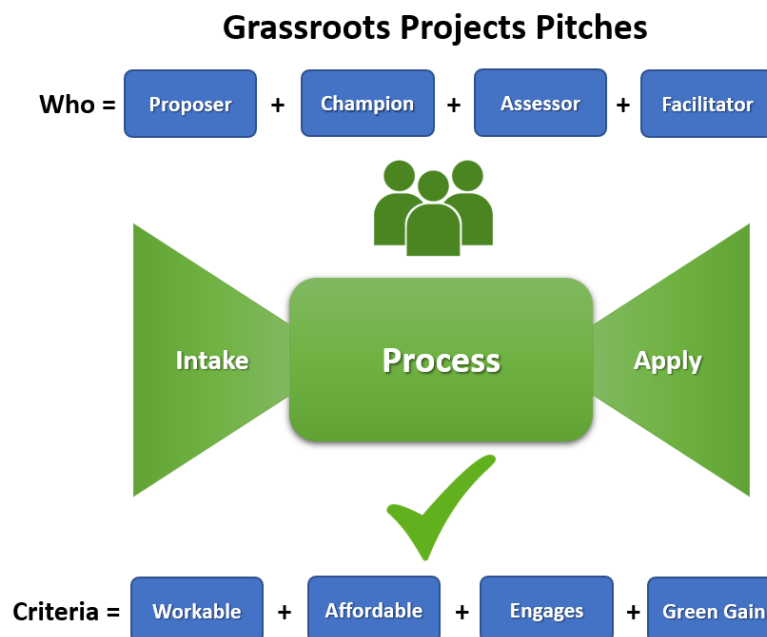 Grassroots Projects Pitches
Who = Proposer + Champion + Assessor + Facilitator
Intake Process Apply
Criteria = Workable + Affordable + Engages + Green Gain